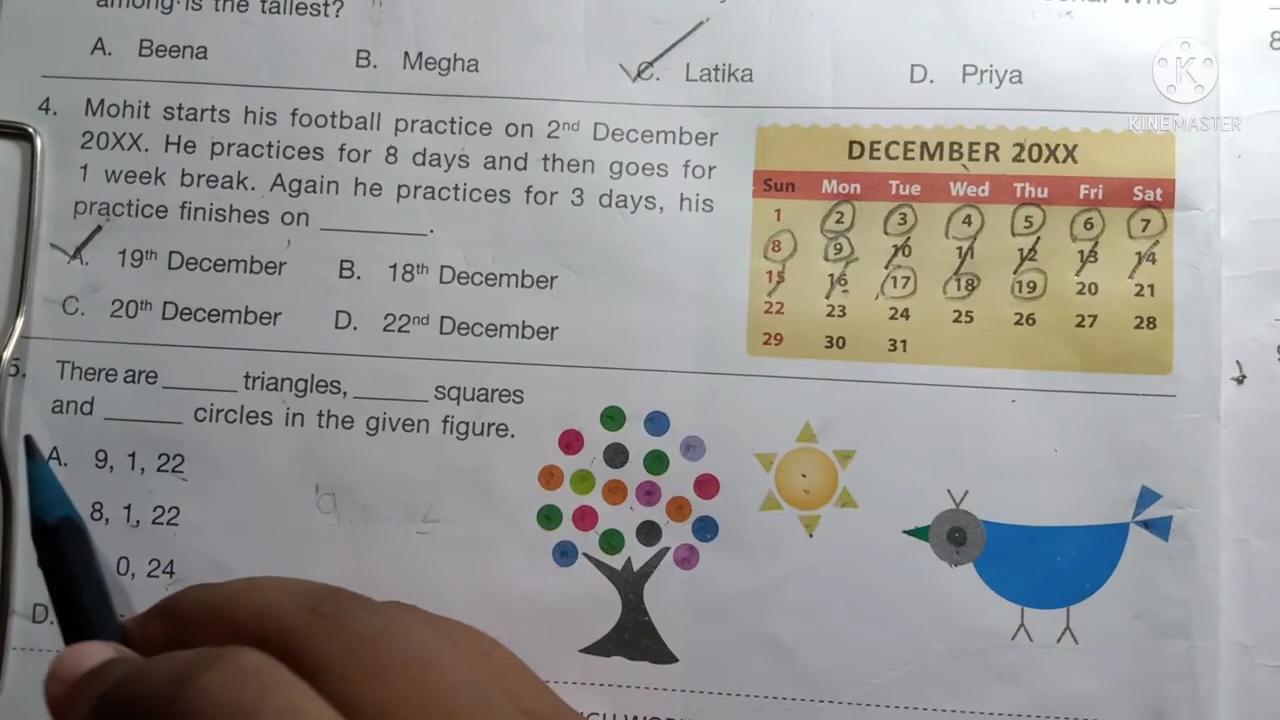 among is the tallest?
A. Beena
B. Megha
C. Latika
D. Priya
8
KINEMASTER
4. Mohit starts his football practice on 2nd December
20XX. He practices for 8 days and then goes for
1 week break. Again he practices for 3 days, his
practice finishes on ________.
A. 19th December B. 18th December
C. 20th December D. 22nd December
DECEMBER 20XX
Sun Mon Tue Wed Thu Fri Sat
1 2 3 4 5 6 7
8 9 10 11 12 13 14
15 16 17 18 19 20 21
22 23 24 25 26 27 28
29 30 31
5. There are ______ triangles, ______ squares
and ______ circles in the given figure.
A. 9, 1, 22
8, 1, 22
0, 24
D.